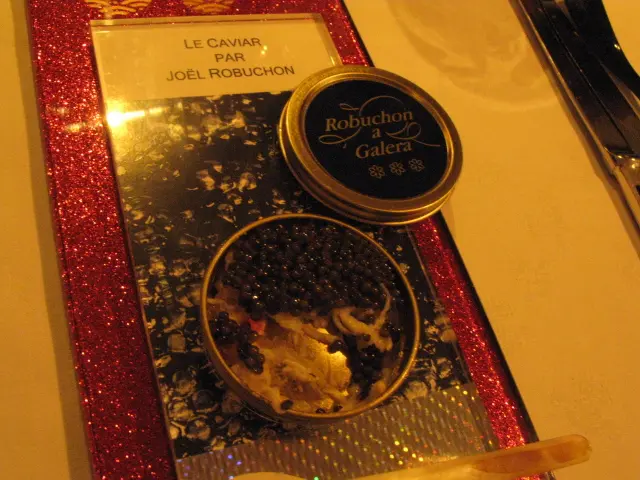 LE CAVIAR
PAR
JOËL ROBUCHON
Robuchon
a
Galera